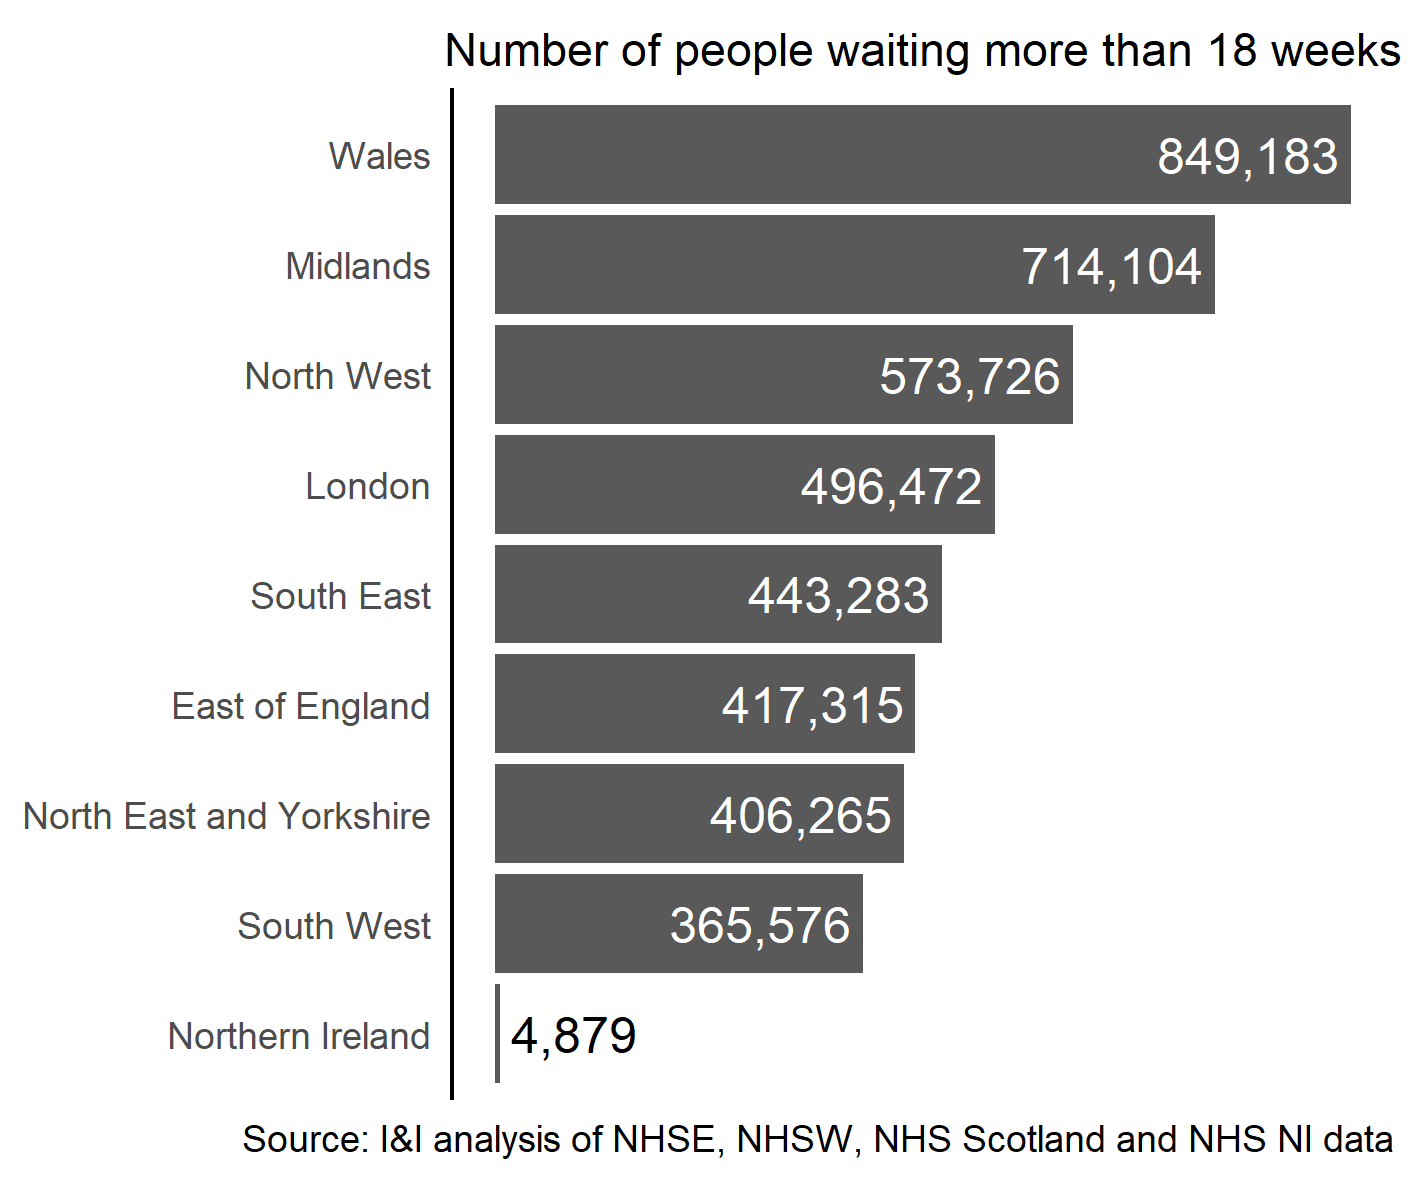 Number of people waiting more than 18 weeks
Wales 849,183
Midlands 714,104
North West 573,726
London 496,472
South East 443,283
East of England 417,315
North East and Yorkshire 406,265
South West 365,576
Northern Ireland 4,879
Source: I&I analysis of NHSE, NHSW, NHS Scotland and NHS NI data